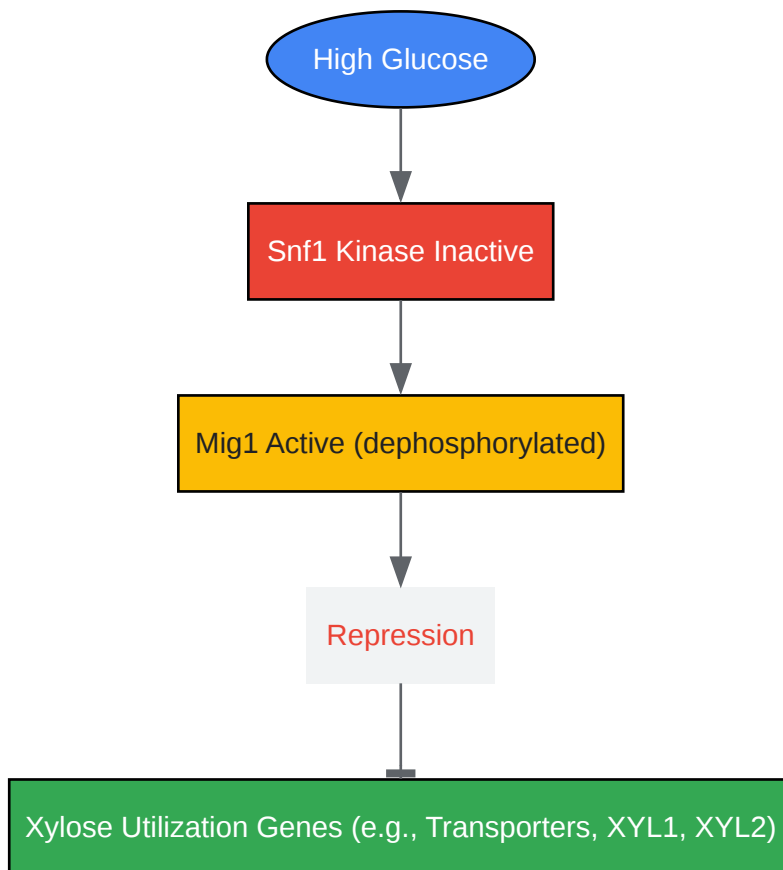 High Glucose
Snf1 Kinase Inactive
Mig1 Active (dephosphorylated)
Repression
Xylose Utilization Genes (e.g., Transporters, XYL1, XYL2)